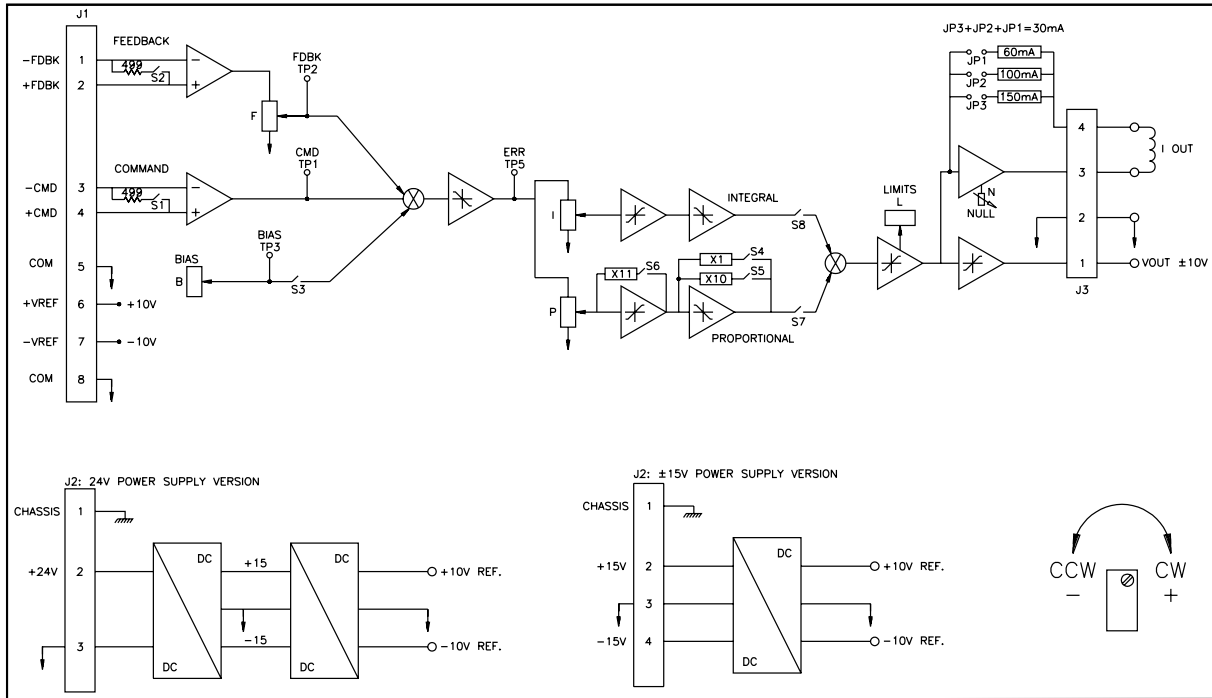 J1
FEEDBACK
-FDBK 1
499
S2
+FDBK 2
F
FDBK
TP2
COMMAND
-CMD 3
499
S1
+CMD 4
CMD
TP1
BIAS
TP3
BIAS
B
S3
COM 5
+VREF 6 +10V
-VREF 7 -10V
COM 8
ERR
TP5
I
P
INTEGRAL
S8
X11 S6
X1 S4
X10 S5
S7
PROPORTIONAL
LIMITS
L
JP3+JP2+JP1=30mA
JP1 60mA
JP2 100mA
JP3 150mA
N
NULL
4
3
2
1
J3
I OUT
VOUT ±10V
J2: 24V POWER SUPPLY VERSION
CHASSIS 1
+24V 2
3
DC
DC
+15
-15
DC
DC
+10V REF.
-10V REF.
J2: ±15V POWER SUPPLY VERSION
CHASSIS 1
+15V 2
3
-15V 4
DC
DC
+10V REF.
-10V REF.
CCW CW
- +